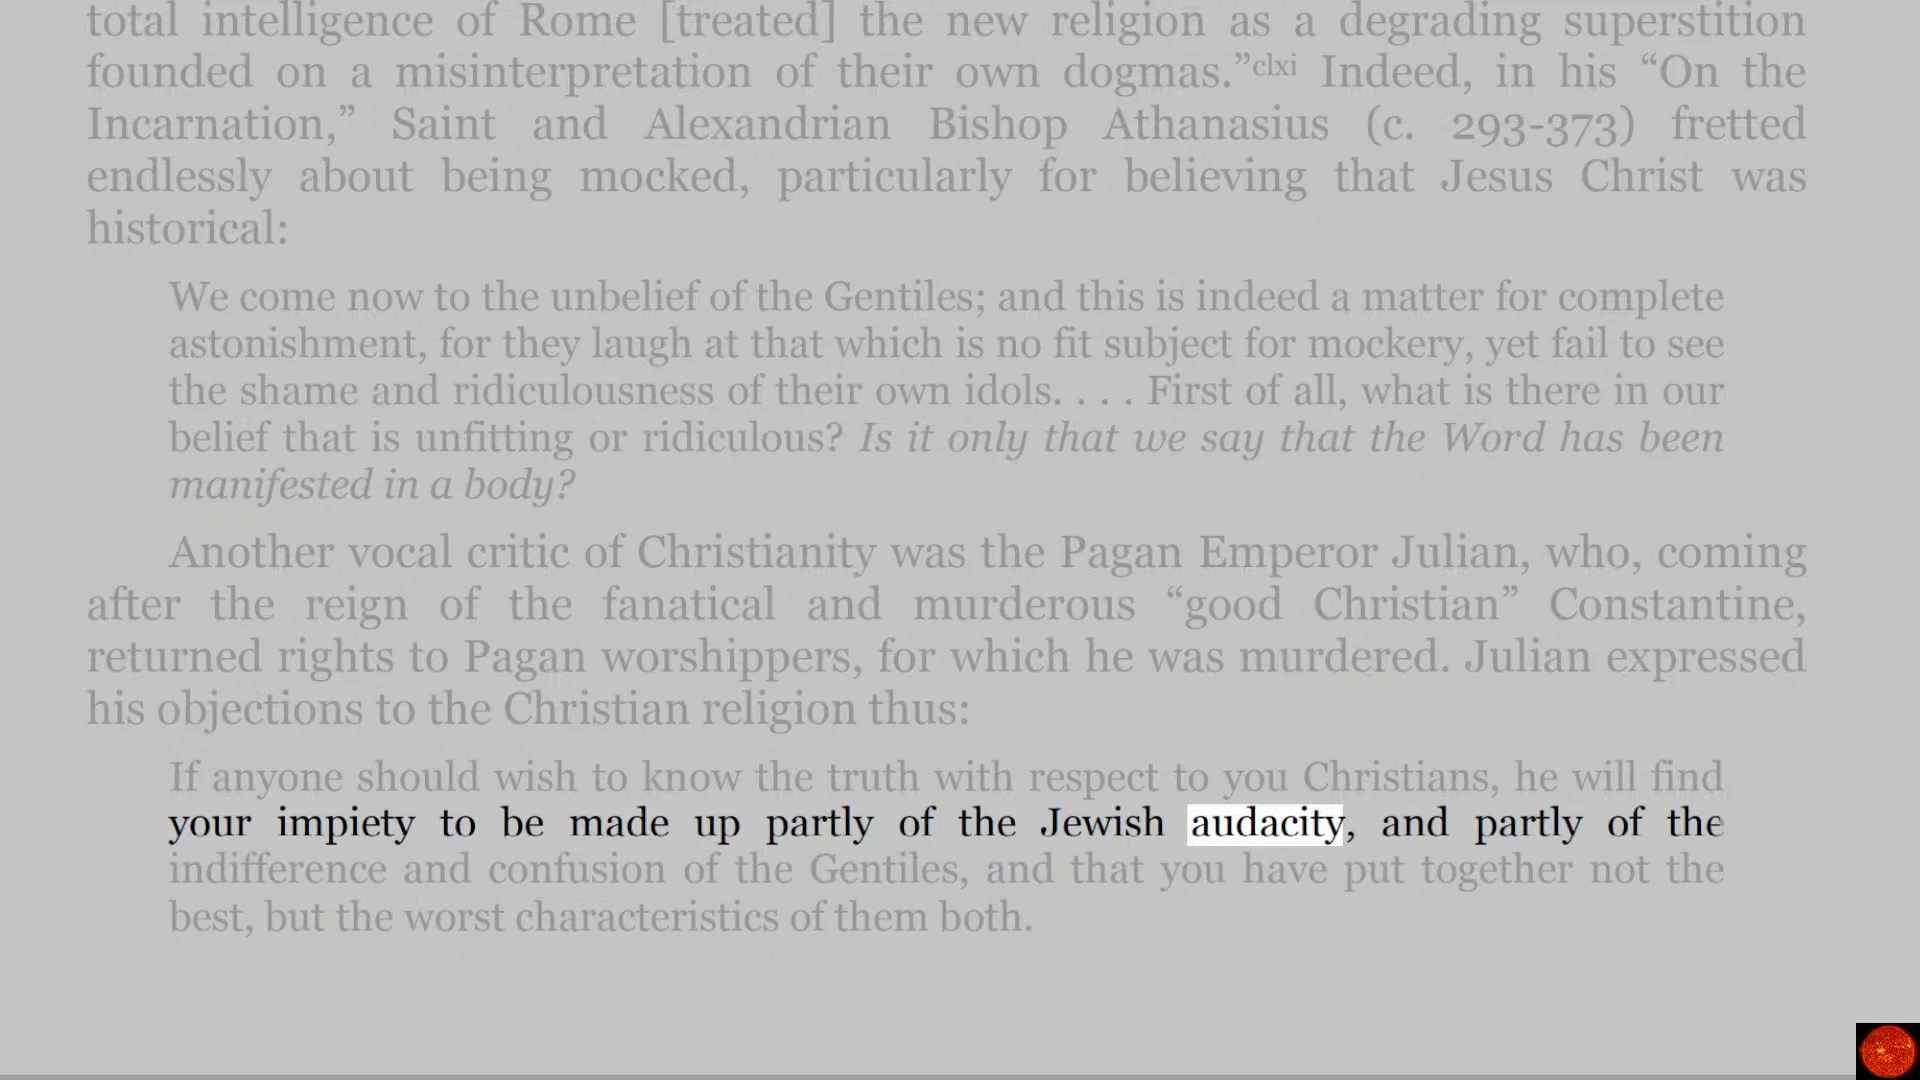 total intelligence of Rome [treated] the new religion as a degrading superstition
founded on a misinterpretation of their own dogmas.”clxi Indeed, in his “On the
Incarnation,” Saint and Alexandrian Bishop Athanasius (c. 293-373) fretted
endlessly about being mocked, particularly for believing that Jesus Christ was
historical:
We come now to the unbelief of the Gentiles; and this is indeed a matter for complete
astonishment, for they laugh at that which is no fit subject for mockery, yet fail to see
the shame and ridiculousness of their own idols. . . . First of all, what is there in our
belief that is unfitting or ridiculous? Is it only that we say that the Word has been
manifested in a body?
Another vocal critic of Christianity was the Pagan Emperor Julian, who, coming
after the reign of the fanatical and murderous “good Christian” Constantine,
returned rights to Pagan worshippers, for which he was murdered. Julian expressed
his objections to the Christian religion thus:
If anyone should wish to know the truth with respect to you Christians, he will find
your impiety to be made up partly of the Jewish audacity, and partly of the
indifference and confusion of the Gentiles, and that you have put together not the
best, but the worst characteristics of them both.